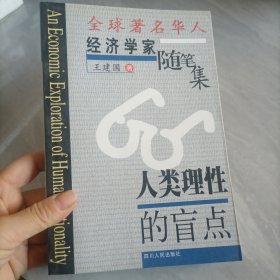 An Economic Exploration of Human
全球著名华人
经济学家
随笔集
王建国 著
人类理性
的盲点
四川人民出版社